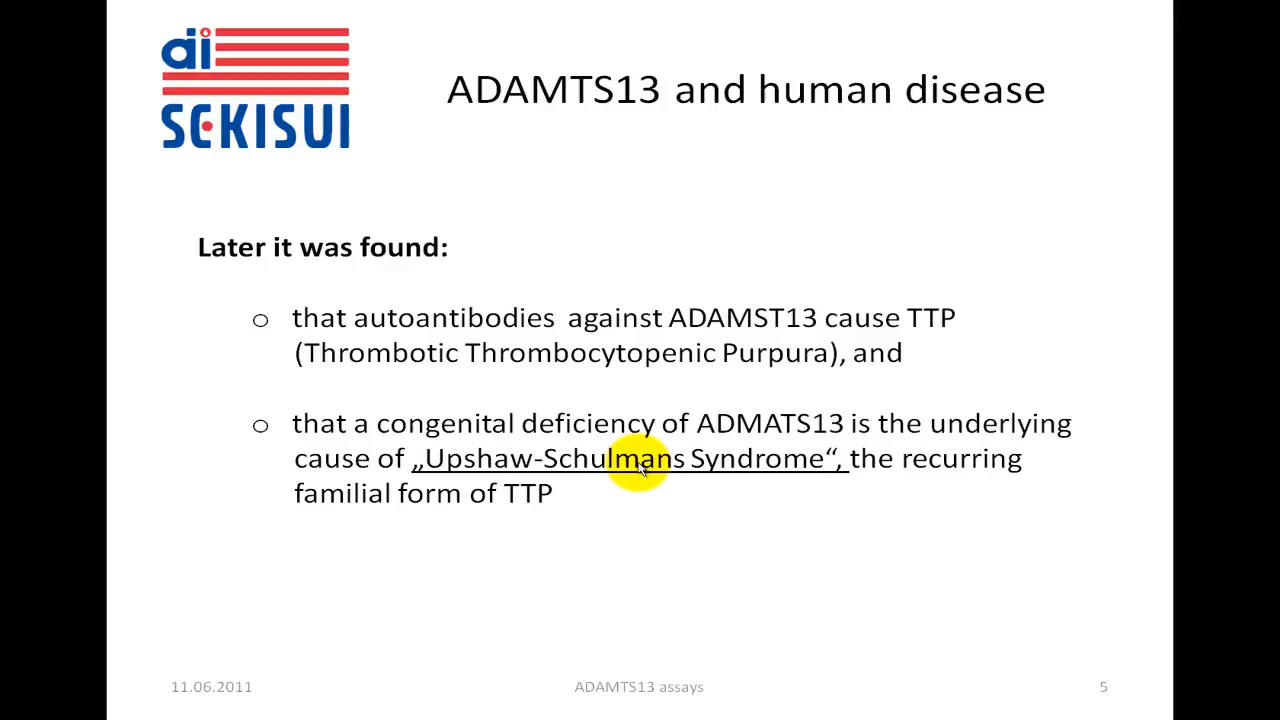 ai
SEKISUI
ADAMTS13 and human disease
Later it was found:
o that autoantibodies against ADAMST13 cause TTP
(Thrombotic Thrombocytopenic Purpura), and
o that a congenital deficiency of ADMATS13 is the underlying
cause of „Upshaw-Schulmans Syndrome“, the recurring
familial form of TTP
11.06.2011
ADAMTS13 assays
5